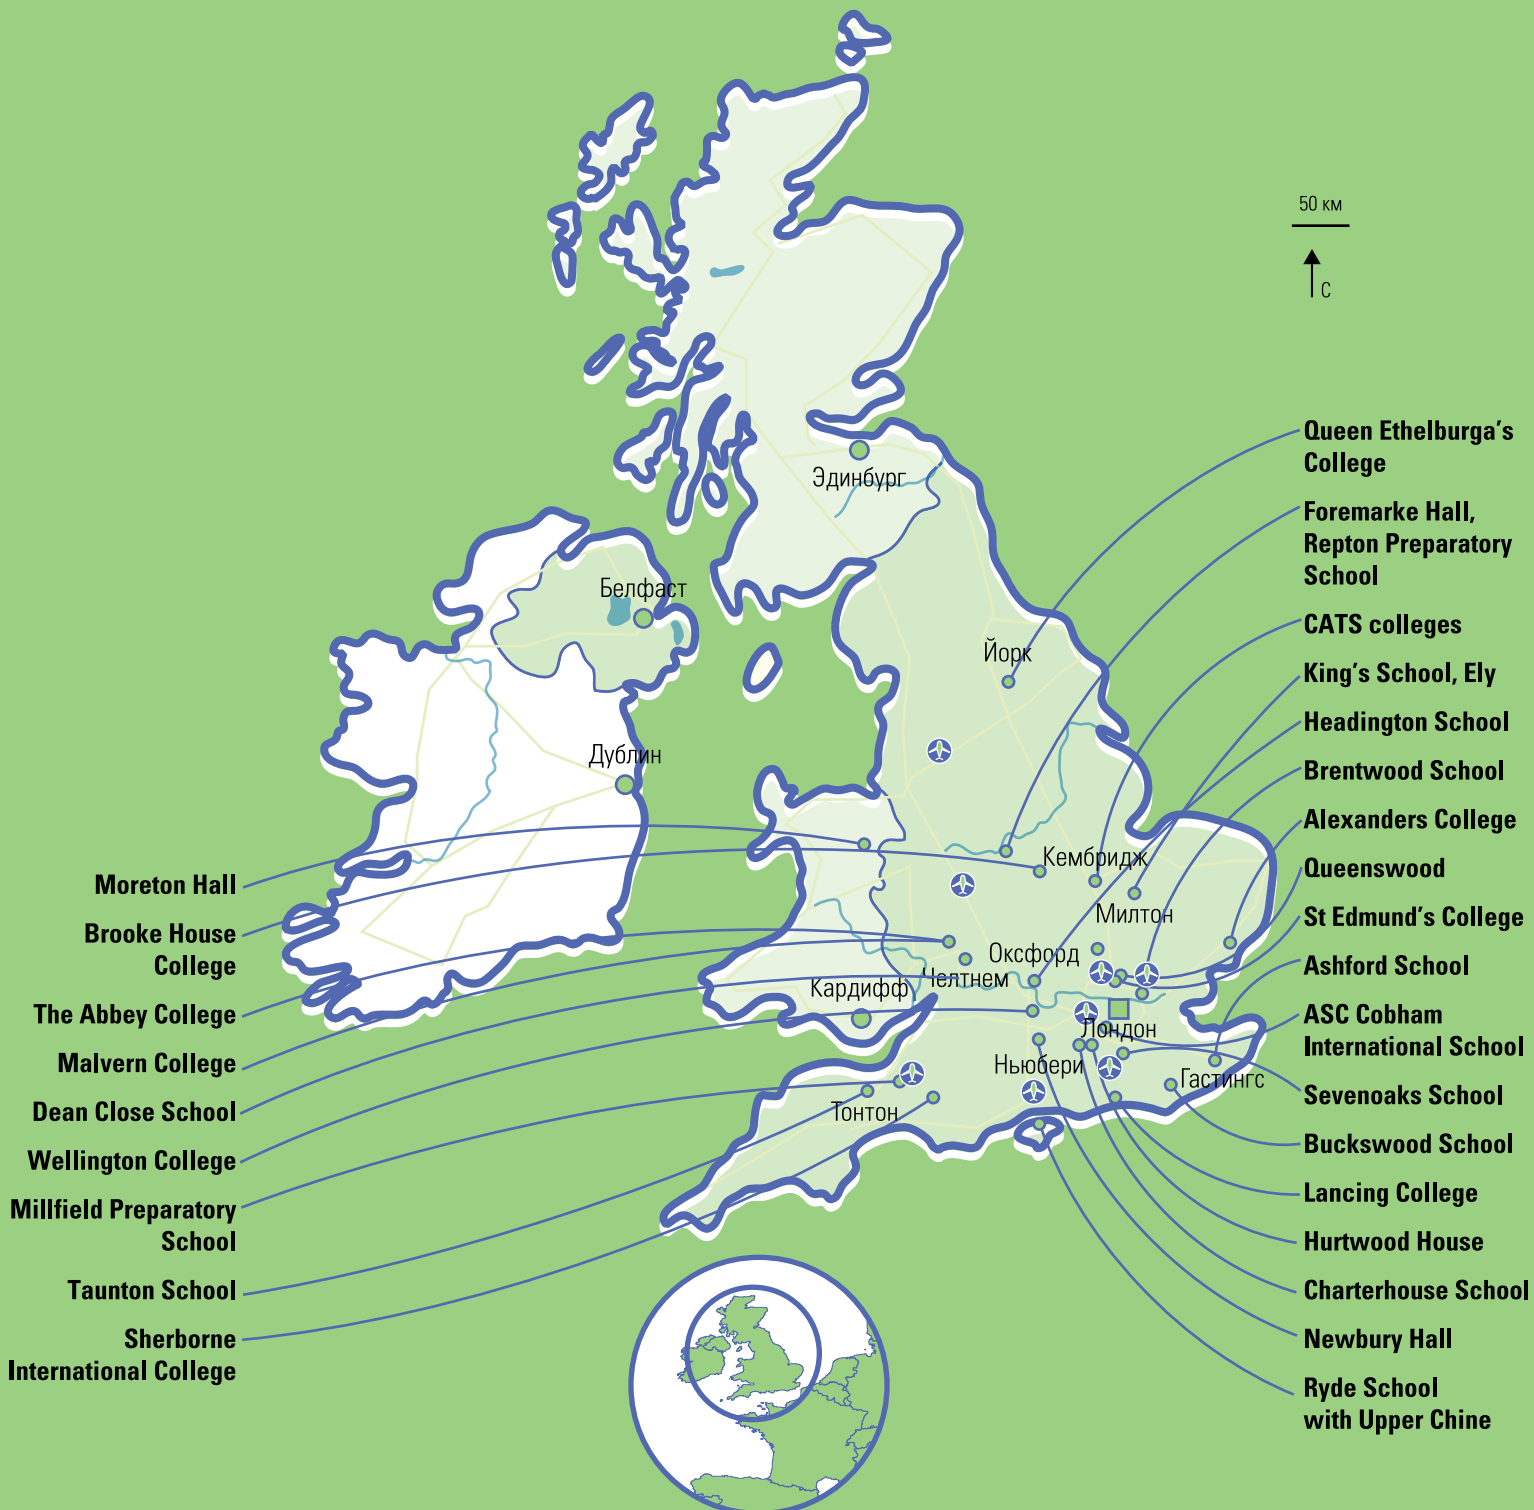 50 км
С
Эдинбург
Белфаст
Йорк
Дублин
Кембридж
Милтон
Оксфорд
Челтнем
Кардифф
Лондон
Ньюбери
Гастингс
Тонтон
Moreton Hall
Brooke House
College
The Abbey College
Malvern College
Dean Close School
Wellington College
Millfield Preparatory
School
Taunton School
Sherborne
International College
Queen Ethelburga’s
College
Foremarke Hall,
Repton Preparatory
School
CATS colleges
King’s School, Ely
Headington School
Brentwood School
Alexanders College
Queenswood
St Edmund’s College
Ashford School
ASC Cobham
International School
Sevenoaks School
Buckswood School
Lancing College
Hurtwood House
Charterhouse School
Newbury Hall
Ryde School
with Upper Chine